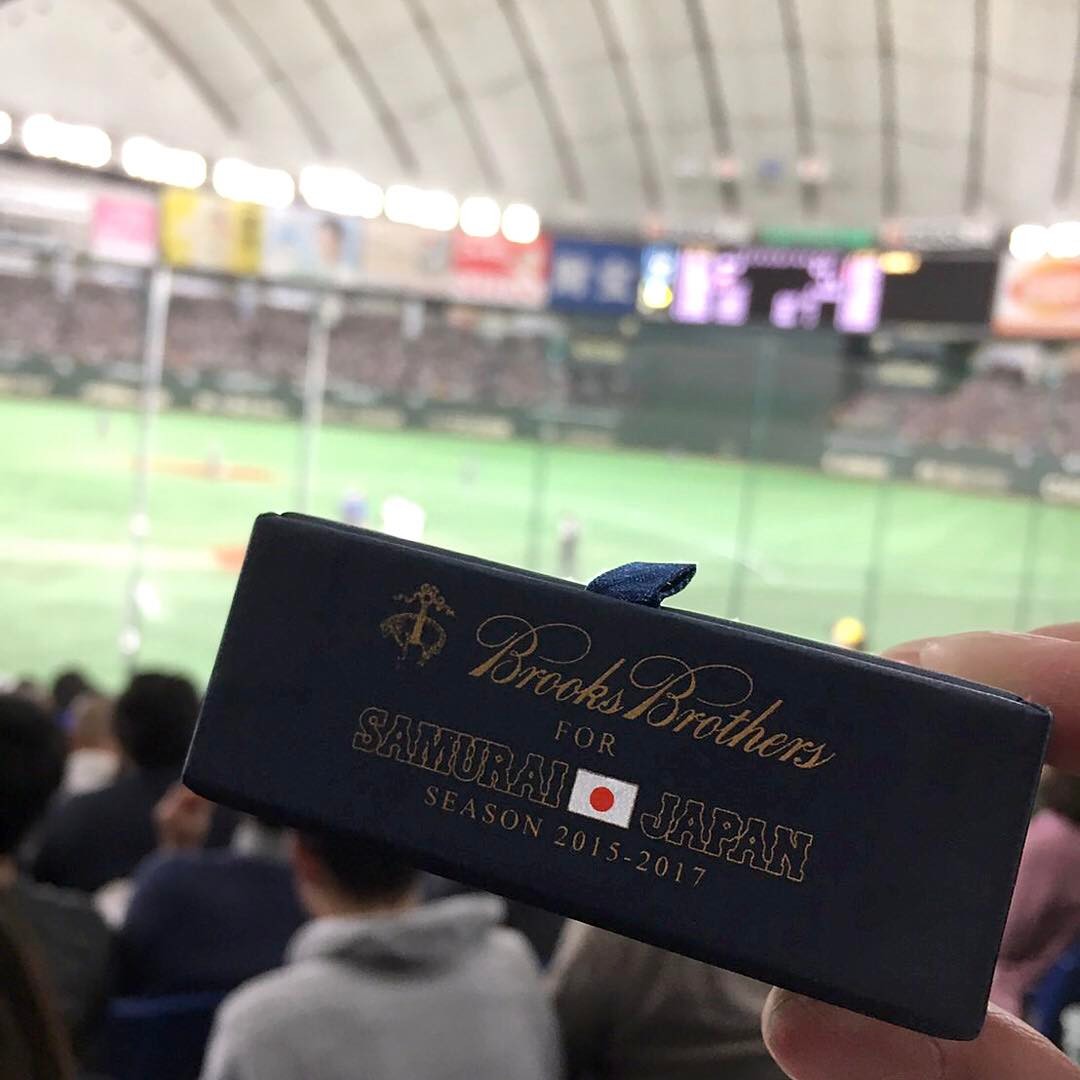 Brooks Brothers
FOR
SAMURAI JAPAN
SEASON 2015-2017